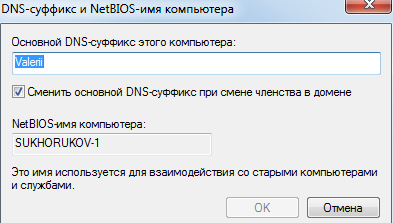 DNS-суффикс и NetBIOS-имя компьютера
Основной DNS-суффикс этого компьютера:
Valerii
Сменить основной DNS-суффикс при смене членства в домене
NetBIOS-имя компьютера:
SUKHORUKOV-1
Это имя используется для взаимодействия со старыми компьютерами
и службами.
OK
Отмена